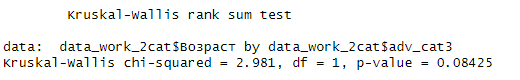 Kruskal-Wallis rank sum test
data:  data_work_2cat$Возраст by data_work_2cat$adv_cat3
Kruskal-Wallis chi-squared = 2.981, df = 1, p-value = 0.08425